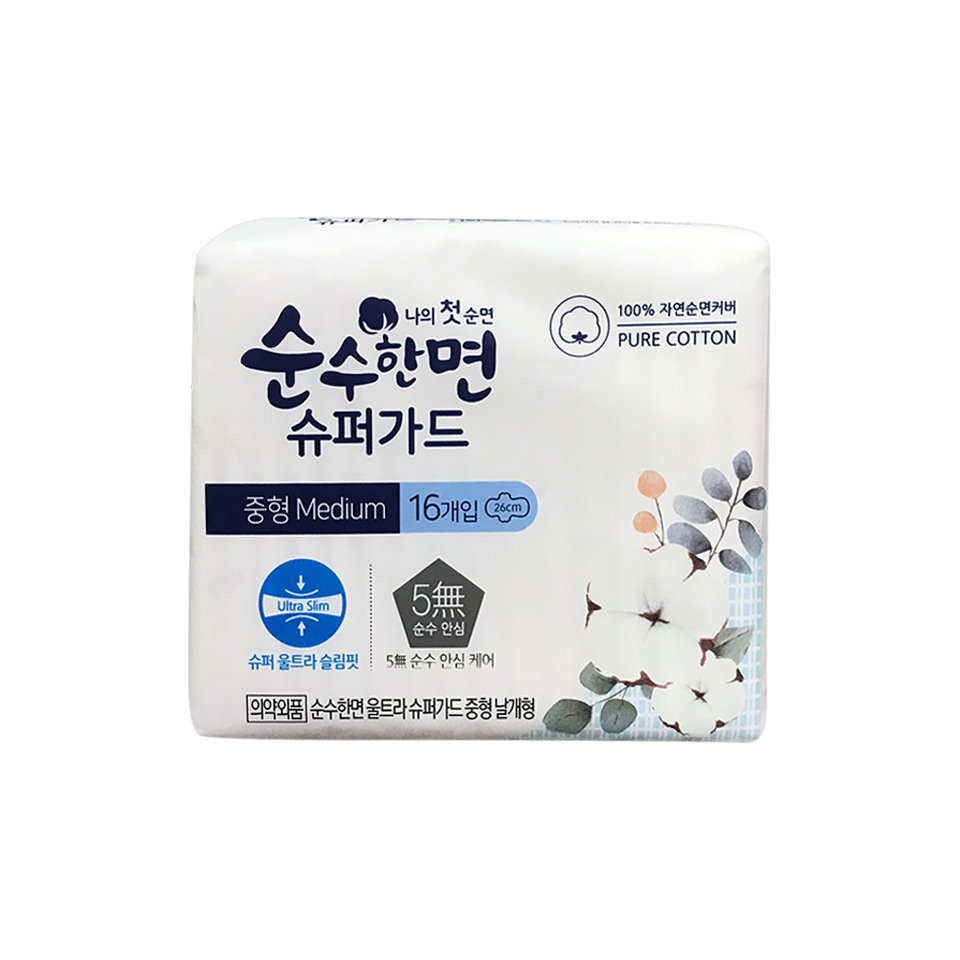 나의 첫 순면
순수한면
슈퍼가드
100% 자연순면커버
PURE COTTON
중형 Medium 16개입 26cm
Ultra Slim
슈퍼 울트라 슬림핏
5無
순수 안심
5無 순수 안심 케어
의약외품 순수한면 울트라 슈퍼가드 중형 날개형